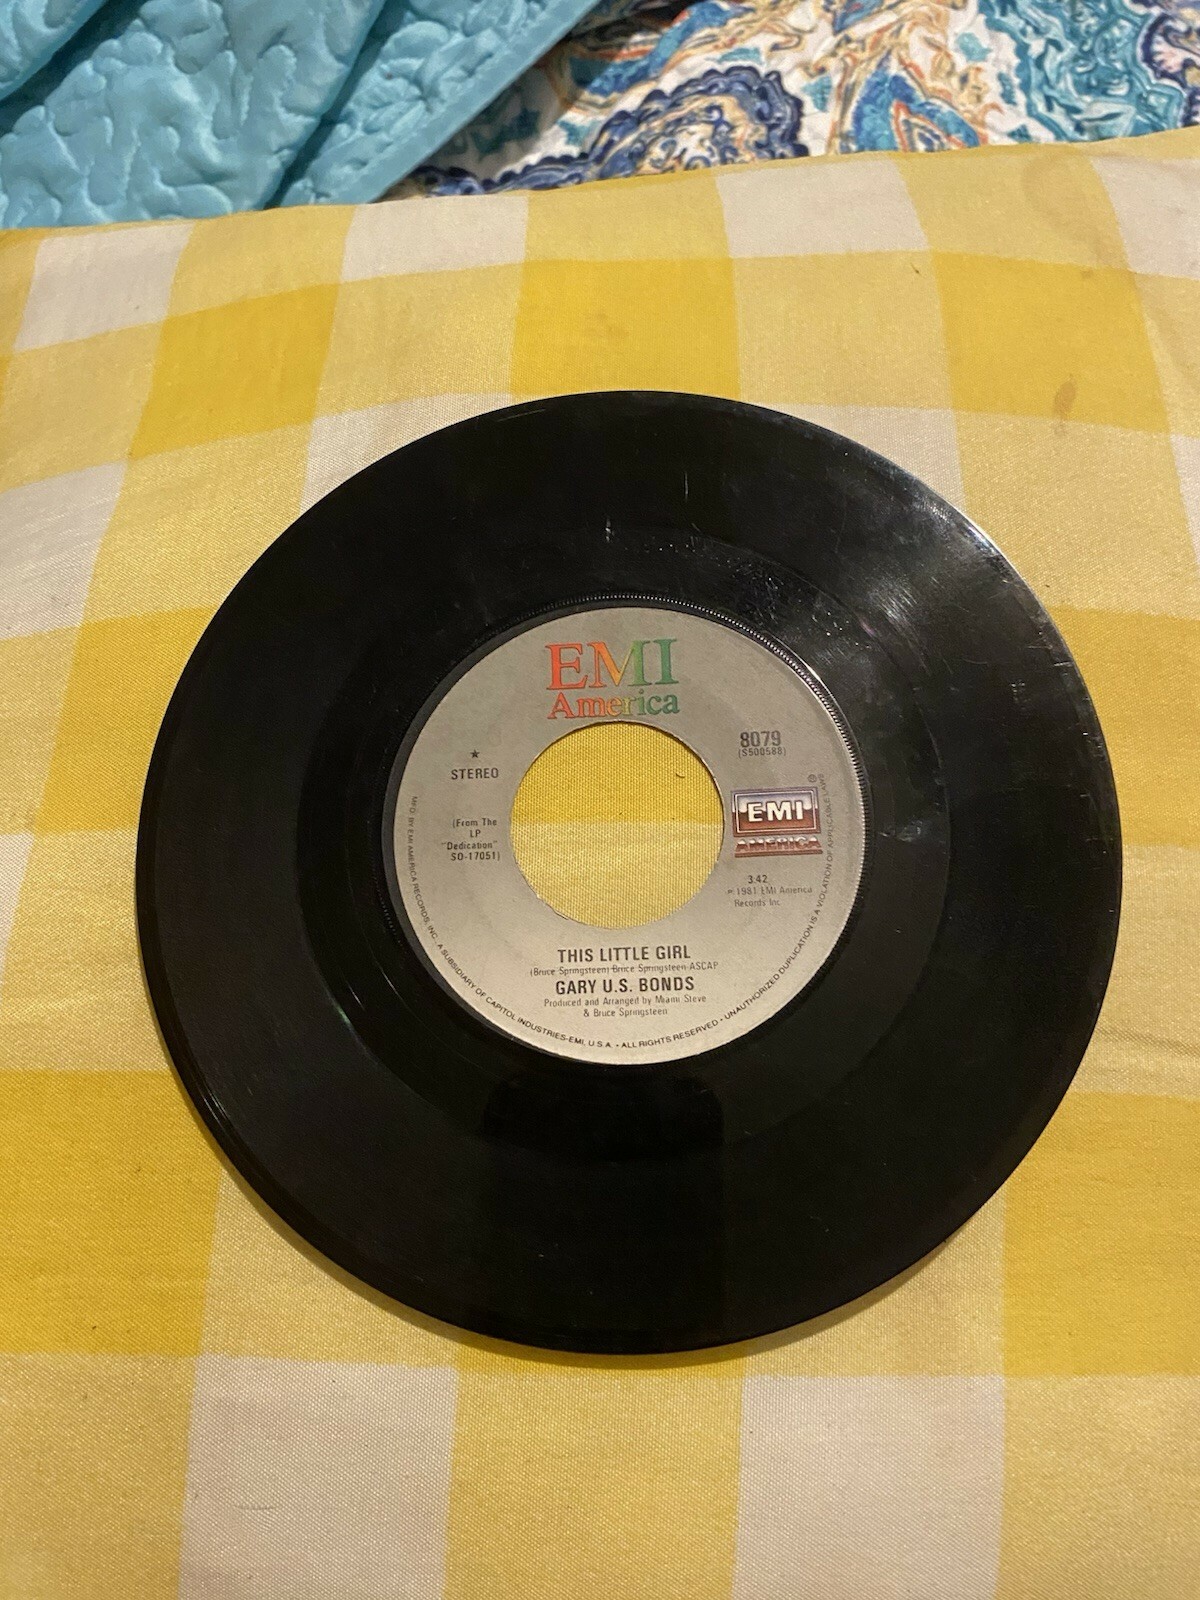 EMI
America
8079
(S500588)
★
STEREO
EMI
AMERICA
(From The
LP
"Dedication"
SO-17051)
3:42
℗ 1981 EMI America
Records Inc
THIS LITTLE GIRL
(Bruce Springsteen) Bruce Springsteen-ASCAP
GARY U.S. BONDS
Produced and Arranged by Miami Steve
& Bruce Springsteen
MFD. BY EMI AMERICA RECORDS, INC. A SUBSIDIARY OF CAPITOL INDUSTRIES-EMI, U.S.A. • ALL RIGHTS RESERVED • UNAUTHORIZED DUPLICATION IS A VIOLATION OF APPLICABLE LAWS ®